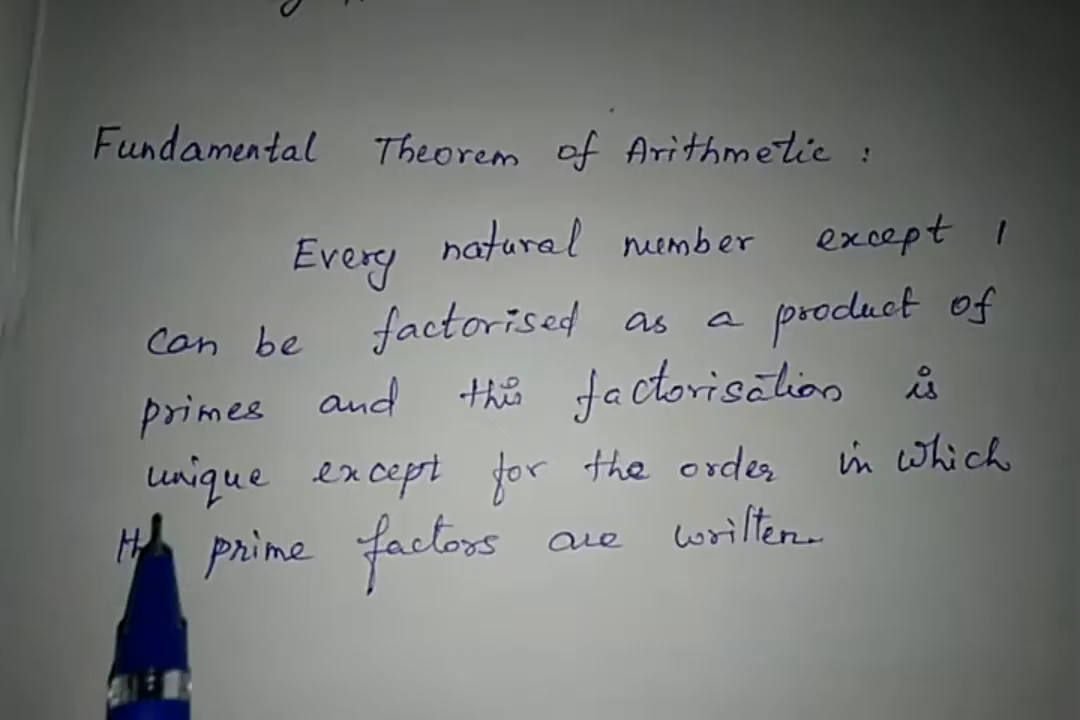 Fundamental Theorem of Arithmetic :
Every natural number except 1
can be factorised as a product of
primes and this factorisation is
unique except for the order in which
prime factors are written.